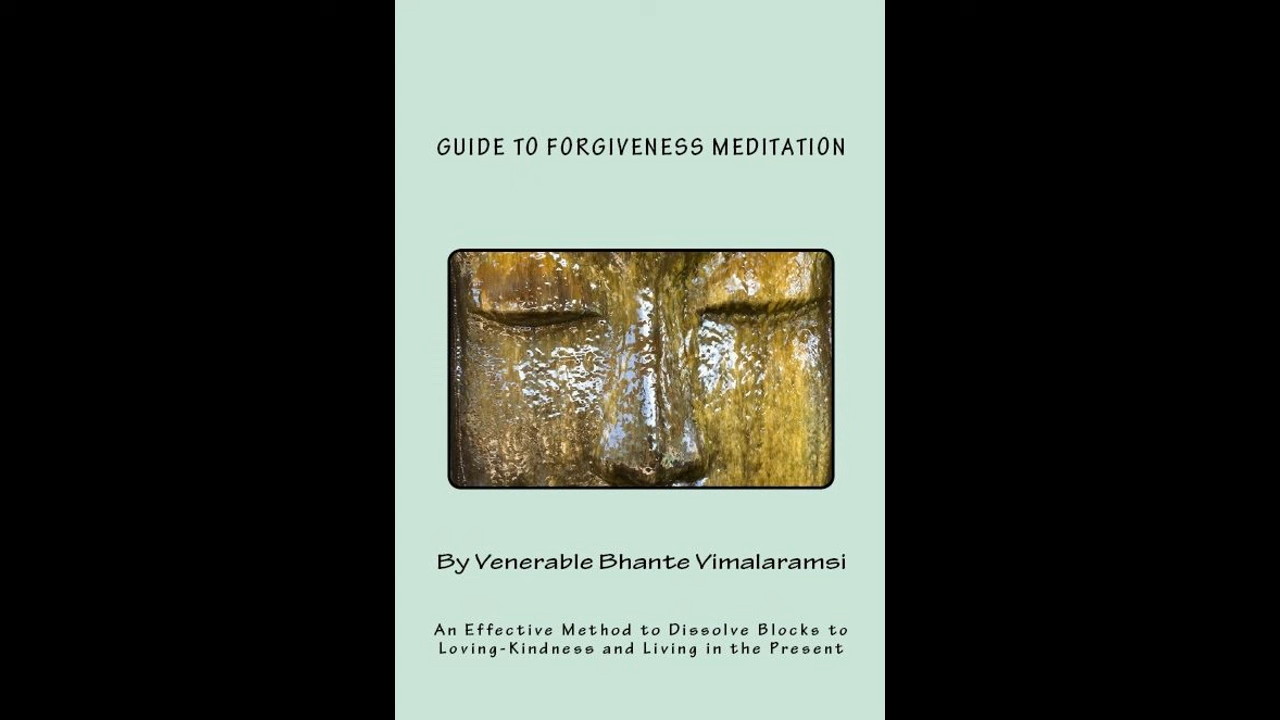 GUIDE TO FORGIVENESS MEDITATION
By Venerable Bhante Vimalaramsi
An Effective Method to Dissolve Blocks to
Loving-Kindness and Living in the Present